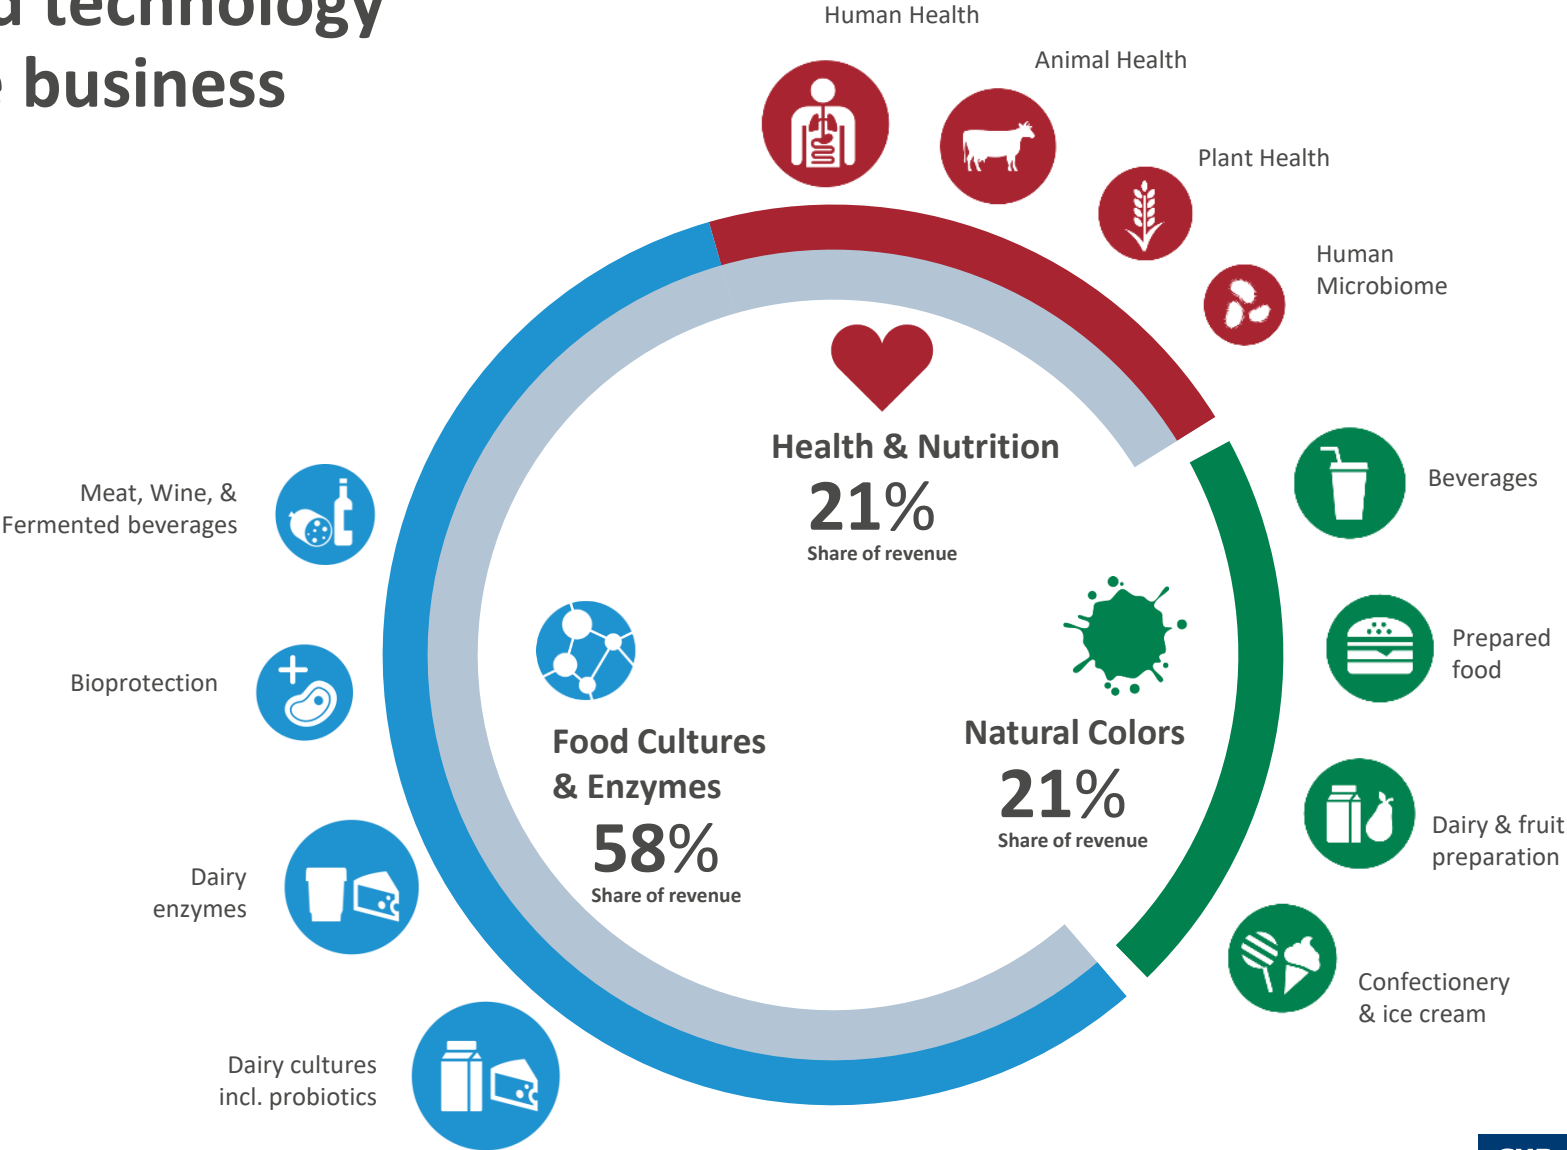 technology
business
Human Health
Animal Health
Plant Health
Human
Microbiome
Health & Nutrition
21%
Share of revenue
Meat, Wine, &
Fermented beverages
Beverages
Prepared
food
Bioprotection
Food Cultures
& Enzymes
58%
Share of revenue
Natural Colors
21%
Share of revenue
Dairy & fruit
preparation
Dairy
enzymes
Confectionery
& ice cream
Dairy cultures
incl. probiotics